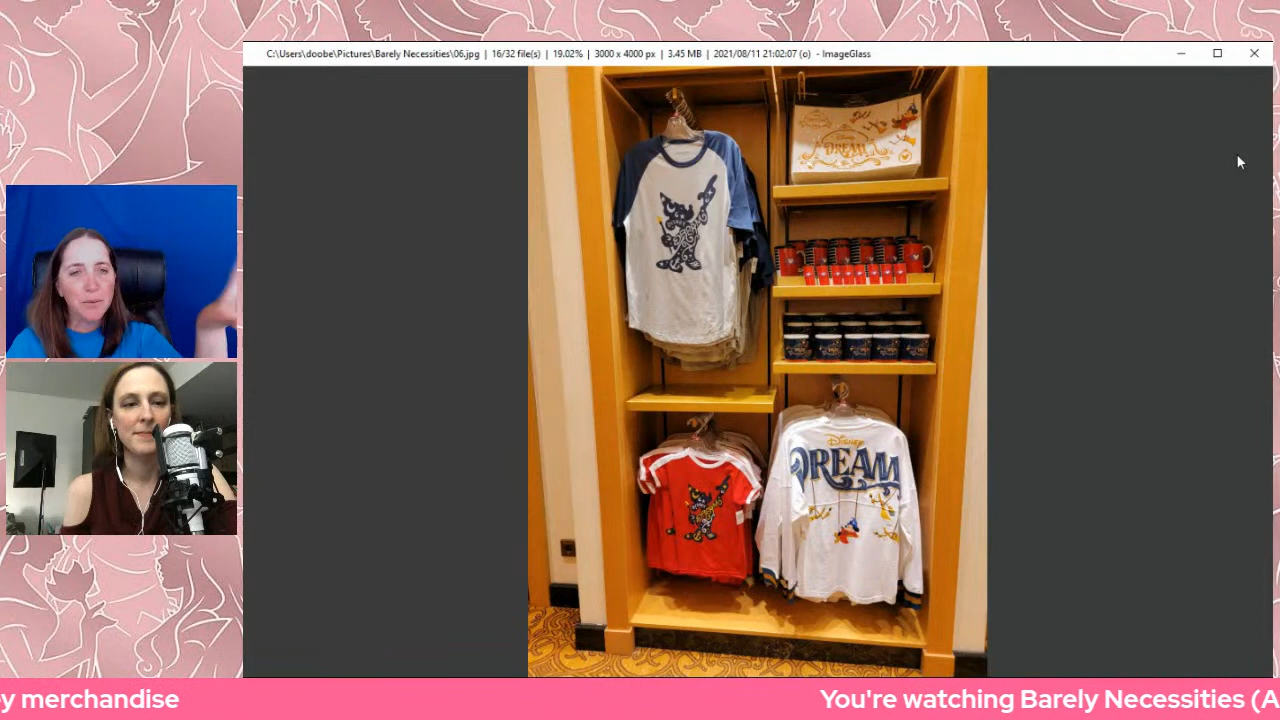 C:\Users\doobe\Pictures\Barely Necessities\06.jpg | 16/32 file(s) | 19.02% | 3000 x 4000 px | 3.45 MB | 2021/08/11 21:02:07 (o) - ImageGlass
Disney
DREAM
Disney
DREAM
y merchandise
You're watching Barely Necessities (A